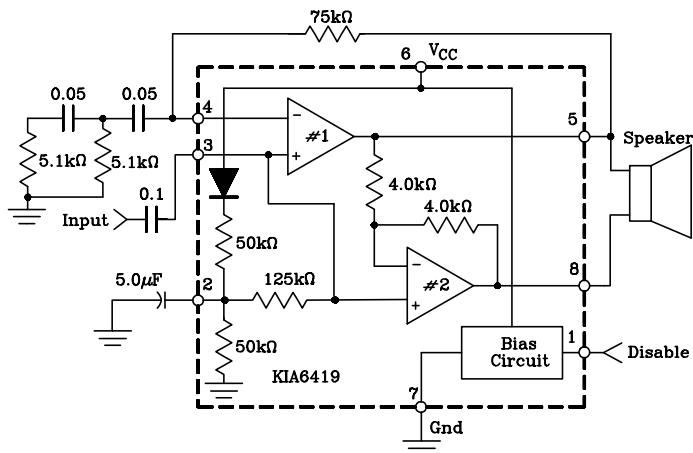 75kΩ
6 VCC
0.05 0.05
4
5.1kΩ 5.1kΩ
- #1
+
5
Speaker
3
0.1
Input
4.0kΩ
4.0kΩ
50kΩ
5.0µF
2
125kΩ
- #2
+
8
50kΩ
KIA6419
Bias
Circuit
1
Disable
7
Gnd